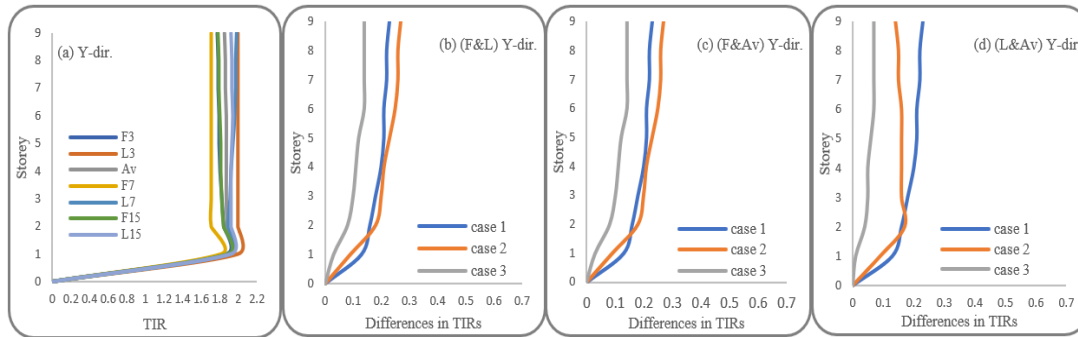 (a) Y-dir.
9
8
7
6
5
4
3
2
1
0
Storey
F3
L3
Av
F7
L7
F15
L15
0 0.2 0.4 0.6 0.8 1 1.2 1.4 1.6 1.8 2 2.2
TIR
(b) (F&L) Y-dir.
9
8
7
6
5
4
3
2
1
0
Storey
case 1
case 2
case 3
0 0.1 0.2 0.3 0.4 0.5 0.6 0.7
Differences in TIRs
(c) (F&Av) Y-dir.
9
8
7
6
5
4
3
2
1
0
Storey
case 1
case 2
case 3
0 0.1 0.2 0.3 0.4 0.5 0.6 0.7
Differences in TIRs
(d) (L&Av) Y-dir
9
8
7
6
5
4
3
2
1
0
Storey
case 1
case 2
case 3
0 0.1 0.2 0.3 0.4 0.5 0.6 0.7
Differences in TIRs